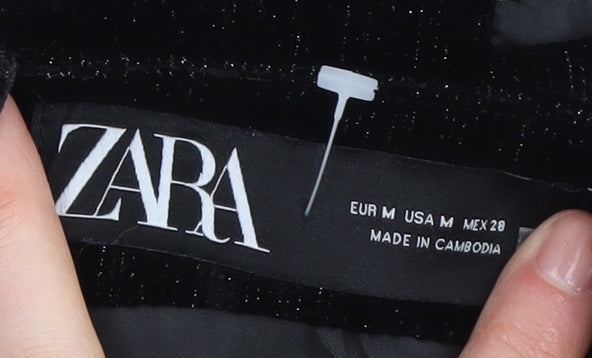 ZARA
EUR M USA M MEX 28
MADE IN CAMBODIA